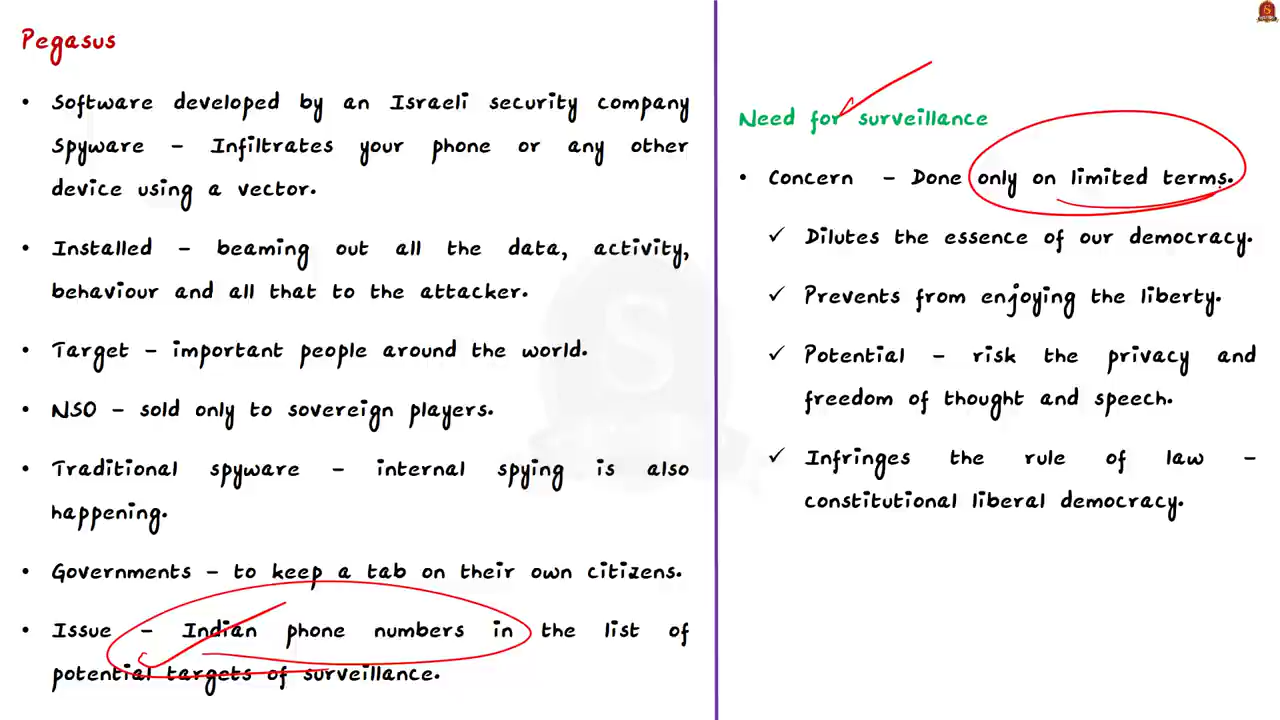 Pegasus
• Software developed by an Israeli security company
Spyware – Infiltrates your phone or any other
device using a vector.
• Installed – beaming out all the data, activity,
behaviour and all that to the attacker.
• Target – important people around the world.
• NSO – sold only to sovereign players.
• Traditional spyware – internal spying is also
happening.
• Governments – to keep a tab on their own citizens.
• Issue – Indian phone numbers in the list of
potential targets of surveillance.
Need for surveillance
• Concern – Done only on limited terms.
✓ Dilutes the essence of our democracy.
✓ Prevents from enjoying the liberty.
✓ Potential – risk the privacy and
freedom of thought and speech.
✓ Infringes the rule of law –
constitutional liberal democracy.